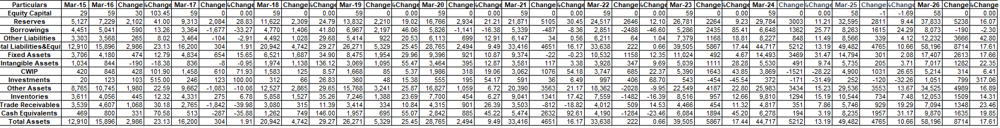 Particulars Mar-15 Mar-16 Change %Change Mar-17 Change %Change Mar-18 Change %Change Mar-19 Change %Change Mar-20 Change %Change Mar-21 Change %Change Mar-22 Change %Change Mar-23 Change %Change Mar-24 Change %Change Mar-25 Change %Change Mar-26 Change %Change
Equity Capital 29 59 30 103.45 59 0 0.00 59 0 0.00 59 0 0.00 59 0 0.00 59 0 0.00 59 0 0.00 59 0 0.00 59 0 0.00 58 -1 -1.69 58 0 0.00
Reserves 5,127 7,229 2,102 41.00 9,313 2,084 28.83 11,622 2,309 24.79 13,832 2,210 19.02 16,766 2,934 21.21 21,871 5105 30.45 24,517 2646 12.10 26,781 2264 9.23 29,784 3003 11.21 32,595 2811 9.44 37,833 5238 16.07
Borrowings 4,451 5,041 590 13.26 3,364 -1,677 -33.27 4,770 1,406 41.80 6,967 2,197 46.06 5,826 -1,141 -16.38 5,339 -487 -8.36 2,851 -2488 -46.60 5,286 2435 85.41 6,648 1362 25.77 8,263 1615 24.29 8,073 -190 -2.30
Other Liabilities 3,303 3,568 265 8.02 3,464 -104 -2.91 4,492 1,028 29.68 5,414 922 20.53 6,113 699 12.91 6,147 34 0.56 6,211 64 1.04 7,379 1168 18.81 8,227 848 11.49 8,566 339 4.12 12,232 3666 42.80
tal Liabilities&Equi 12,910 15,896 2,986 23.13 16,200 304 1.91 20,942 4,742 29.27 26,271 5,329 25.45 28,765 2,494 9.49 33,416 4651 16.17 33,638 222 0.66 39,505 5867 17.44 44,717 5212 13.19 49,482 4765 10.66 58,196 8714 17.61
Fixed Assets 3,706 4,180 474 12.79 4,834 654 15.65 6,521 1,687 34.90 8,475 1,954 29.96 9,396 921 10.87 9,374 -22 -0.23 10,532 1158 12.35 11,024 492 4.67 14,493 3469 31.47 14,794 301 2.08 17,407 2613 17.66
Intangible Assets 1,034 844 -190 -18.38 836 -8 -0.95 1,974 1,138 136.12 3,069 1,095 55.47 3,464 395 12.87 3,581 117 3.38 3,928 347 9.69 5,039 1111 28.28 5,530 491 9.74 5,735 205 3.71 7,017 1282 22.35
CWIP 420 848 428 101.90 1,458 610 71.93 1,583 125 8.57 1,668 85 5.37 1,986 318 19.06 3,062 1076 54.18 3,747 685 22.37 5,390 1643 43.85 3,869 -1521 -28.22 4,900 1031 26.65 5,214 314 6.41
Investments 20 123 103 515.00 246 123 100.00 312 66 26.83 360 48 15.38 555 195 54.17 591 36 6.49 997 406 68.70 543 -454 -45.54 372 -171 -31.49 252 -120 -32.26 1,051 799 317.06
Other Assets 8,765 10,745 1,980 22.59 9,662 -1,083 -10.08 12,527 2,865 29.65 15,768 3,241 25.87 16,827 1,059 6.72 20,390 3563 21.17 18,362 -2028 -9.95 22,549 4187 22.80 25,983 3434 15.23 29,536 3553 13.67 34,525 4989 16.89
Inventories 3,611 4,056 445 12.32 4,331 275 6.78 5,858 1,527 35.26 7,246 1,388 23.69 7,700 454 6.27 9,041 1341 17.42 7,559 -1482 -16.39 8,516 957 12.66 9,810 1294 15.19 10,544 734 7.48 12,053 1509 14.31
Trade Receivables 3,539 4,607 1,068 30.18 2,765 -1,842 -39.98 3,080 315 11.39 3,414 334 10.84 4,315 901 26.39 3,503 -812 -18.82 4,012 509 14.53 4,466 454 11.32 4,817 351 7.86 5,746 929 19.29 7,094 1348 23.46
Cash Equivalents 469 800 331 70.58 513 -287 -35.88 1,262 749 146.00 1,957 695 55.07 2,842 885 45.22 5,474 2632 92.61 4,190 -1284 -23.46 6,084 1894 45.20 6,278 194 3.19 8,235 1957 31.17 9,870 1635 19.85
Total Assets 12,910 15,896 2,986 23.13 16,200 304 1.91 20,942 4,742 29.27 26,271 5,329 25.45 28,765 2,494 9.49 33,416 4651 16.17 33,638 222 0.66 39,505 5867 17.44 44,717 5212 13.19 49,482 4765 10.66 58,196 8714 17.61